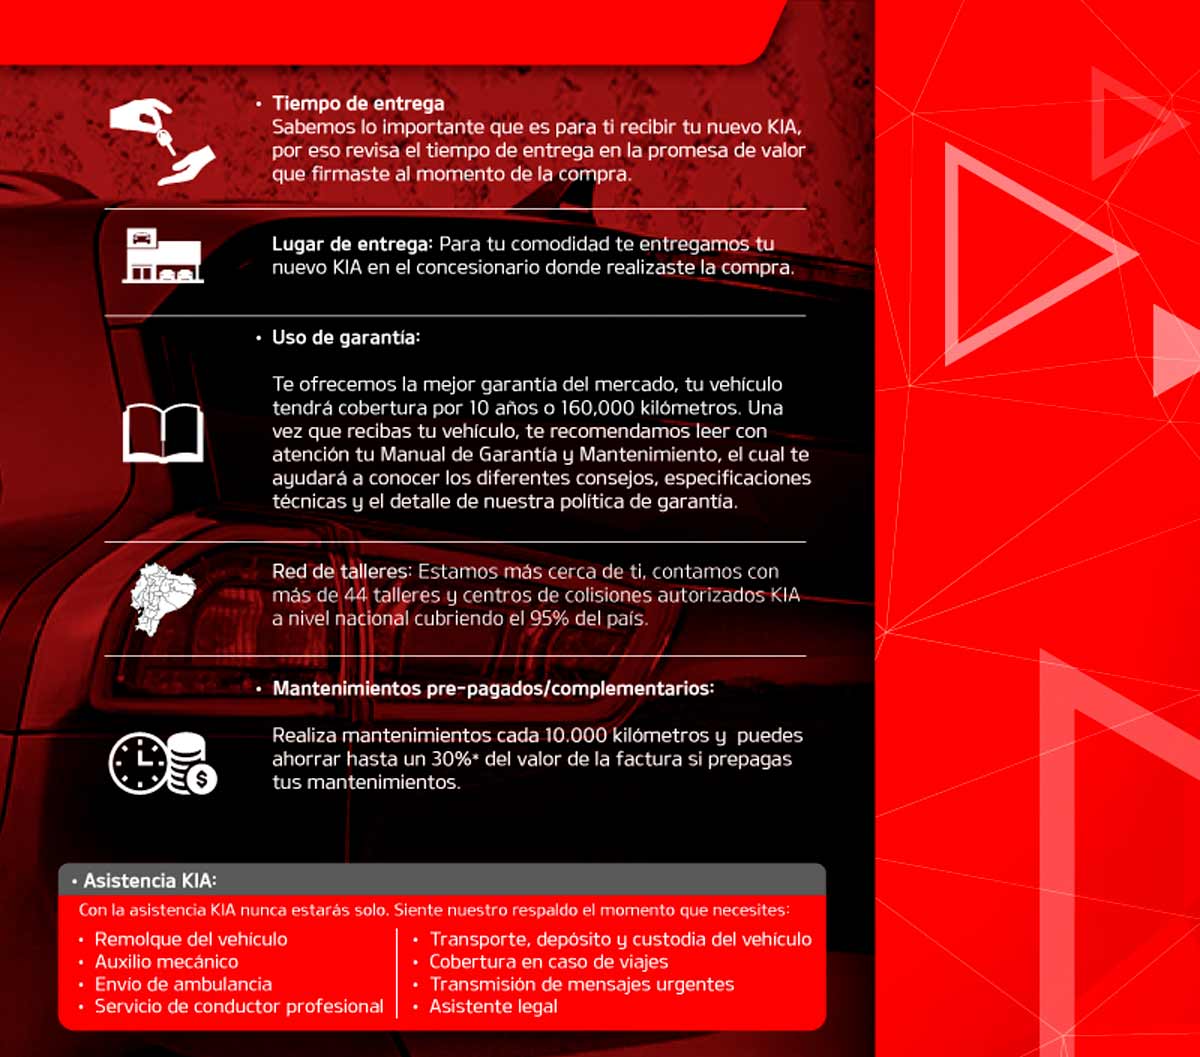 • Tiempo de entrega
Sabemos lo importante que es para ti recibir tu nuevo KIA,
por eso revisa el tiempo de entrega en la promesa de valor
que firmaste al momento de la compra.
Lugar de entrega: Para tu comodidad te entregamos tu
nuevo KIA en el concesionario donde realizaste la compra.
• Uso de garantía:
Te ofrecemos la mejor garantía del mercado, tu vehículo
tendrá cobertura por 10 años o 160,000 kilómetros. Una
vez que recibas tu vehículo, te recomendamos leer con
atención tu Manual de Garantía y Mantenimiento, el cual te
ayudará a conocer los diferentes consejos, especificaciones
técnicas y el detalle de nuestra política de garantía.
Red de talleres: Estamos más cerca de ti, contamos con
más de 44 talleres y centros de colisiones autorizados KIA
a nivel nacional cubriendo el 95% del país.
• Mantenimientos pre-pagados/complementarios:
Realiza mantenimientos cada 10.000 kilómetros y puedes
ahorrar hasta un 30%* del valor de la factura si prepagas
tus mantenimientos.
$
• Asistencia KIA:
Con la asistencia KIA nunca estarás solo. Siente nuestro respaldo el momento que necesites:
• Remolque del vehículo
• Auxilio mecánico
• Envío de ambulancia
• Servicio de conductor profesional
• Transporte, depósito y custodia del vehículo
• Cobertura en caso de viajes
• Transmisión de mensajes urgentes
• Asistente legal